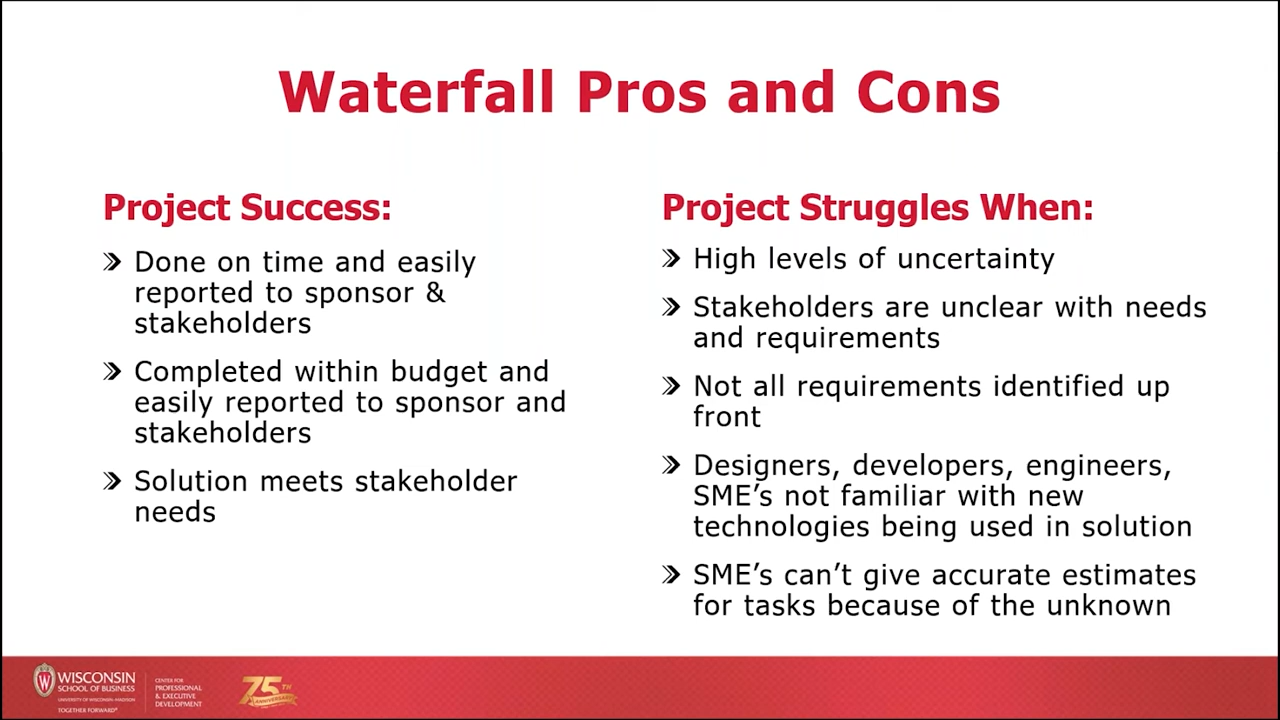 Waterfall Pros and Cons
Project Success:
Done on time and easily
reported to sponsor &
stakeholders
Completed within budget and
easily reported to sponsor and
stakeholders
Solution meets stakeholder
needs
Project Struggles When:
High levels of uncertainty
Stakeholders are unclear with needs
and requirements
Not all requirements identified up
front
Designers, developers, engineers,
SME’s not familiar with new
technologies being used in solution
SME’s can’t give accurate estimates
for tasks because of the unknown
WISCONSIN
SCHOOL OF BUSINESS
UNIVERSITY OF WISCONSIN–MADISON
TOGETHER FORWARD®
CENTER FOR
PROFESSIONAL
& EXECUTIVE
DEVELOPMENT
75TH
ANNIVERSARY